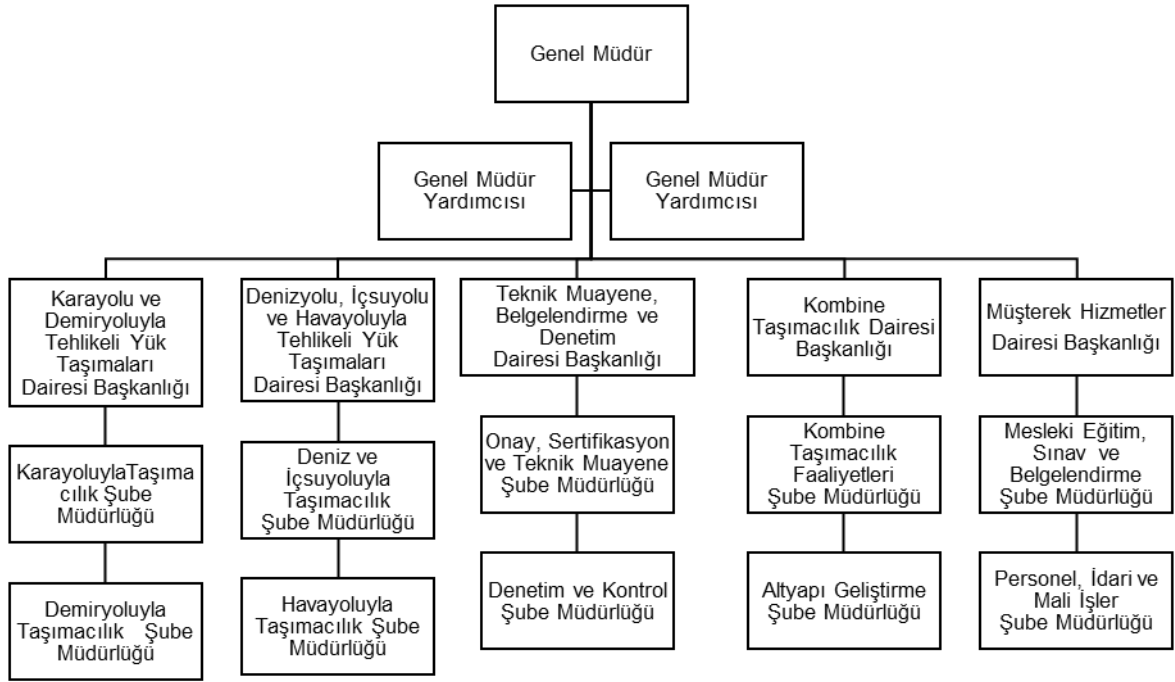 Genel Müdür
Genel Müdür
Yardımcısı
Genel Müdür
Yardımcısı
Karayolu ve
Demiryoluyla
Tehlikeli Yük
Taşımaları
Dairesi Başkanlığı
Denizyolu, İçsuyolu
ve Havayoluyla
Tehlikeli Yük
Taşımaları
Dairesi Başkanlığı
Teknik Muayene,
Belgelendirme ve
Denetim
Dairesi Başkanlığı
Kombine
Taşımacılık Dairesi
Başkanlığı
Müşterek Hizmetler
Dairesi Başkanlığı
KarayoluylaTaşıma
cılık Şube
Müdürlüğü
Deniz ve
İçsuyoluyla
Taşımacılık
Şube Müdürlüğü
Onay, Sertifikasyon
ve Teknik Muayene
Şube Müdürlüğü
Kombine
Taşımacılık
Faaliyetleri
Şube Müdürlüğü
Mesleki Eğitim,
Sınav ve
Belgelendirme
Şube Müdürlüğü
Demiryoluyla
Taşımacılık Şube
Müdürlüğü
Havayoluyla
Taşımacılık Şube
Müdürlüğü
Denetim ve Kontrol
Şube Müdürlüğü
Altyapı Geliştirme
Şube Müdürlüğü
Personel, İdari ve
Mali İşler
Şube Müdürlüğü